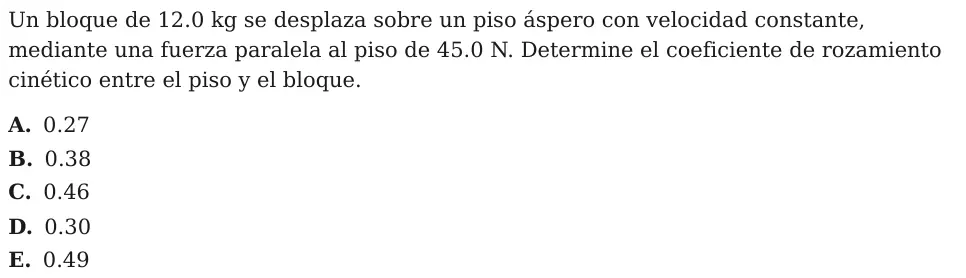 Un bloque de 12.0 kg se desplaza sobre un piso áspero con velocidad constante,
mediante una fuerza paralela al piso de 45.0 N. Determine el coeficiente de rozamiento
cinético entre el piso y el bloque.
A. 0.27
B. 0.38
C. 0.46
D. 0.30
E. 0.49